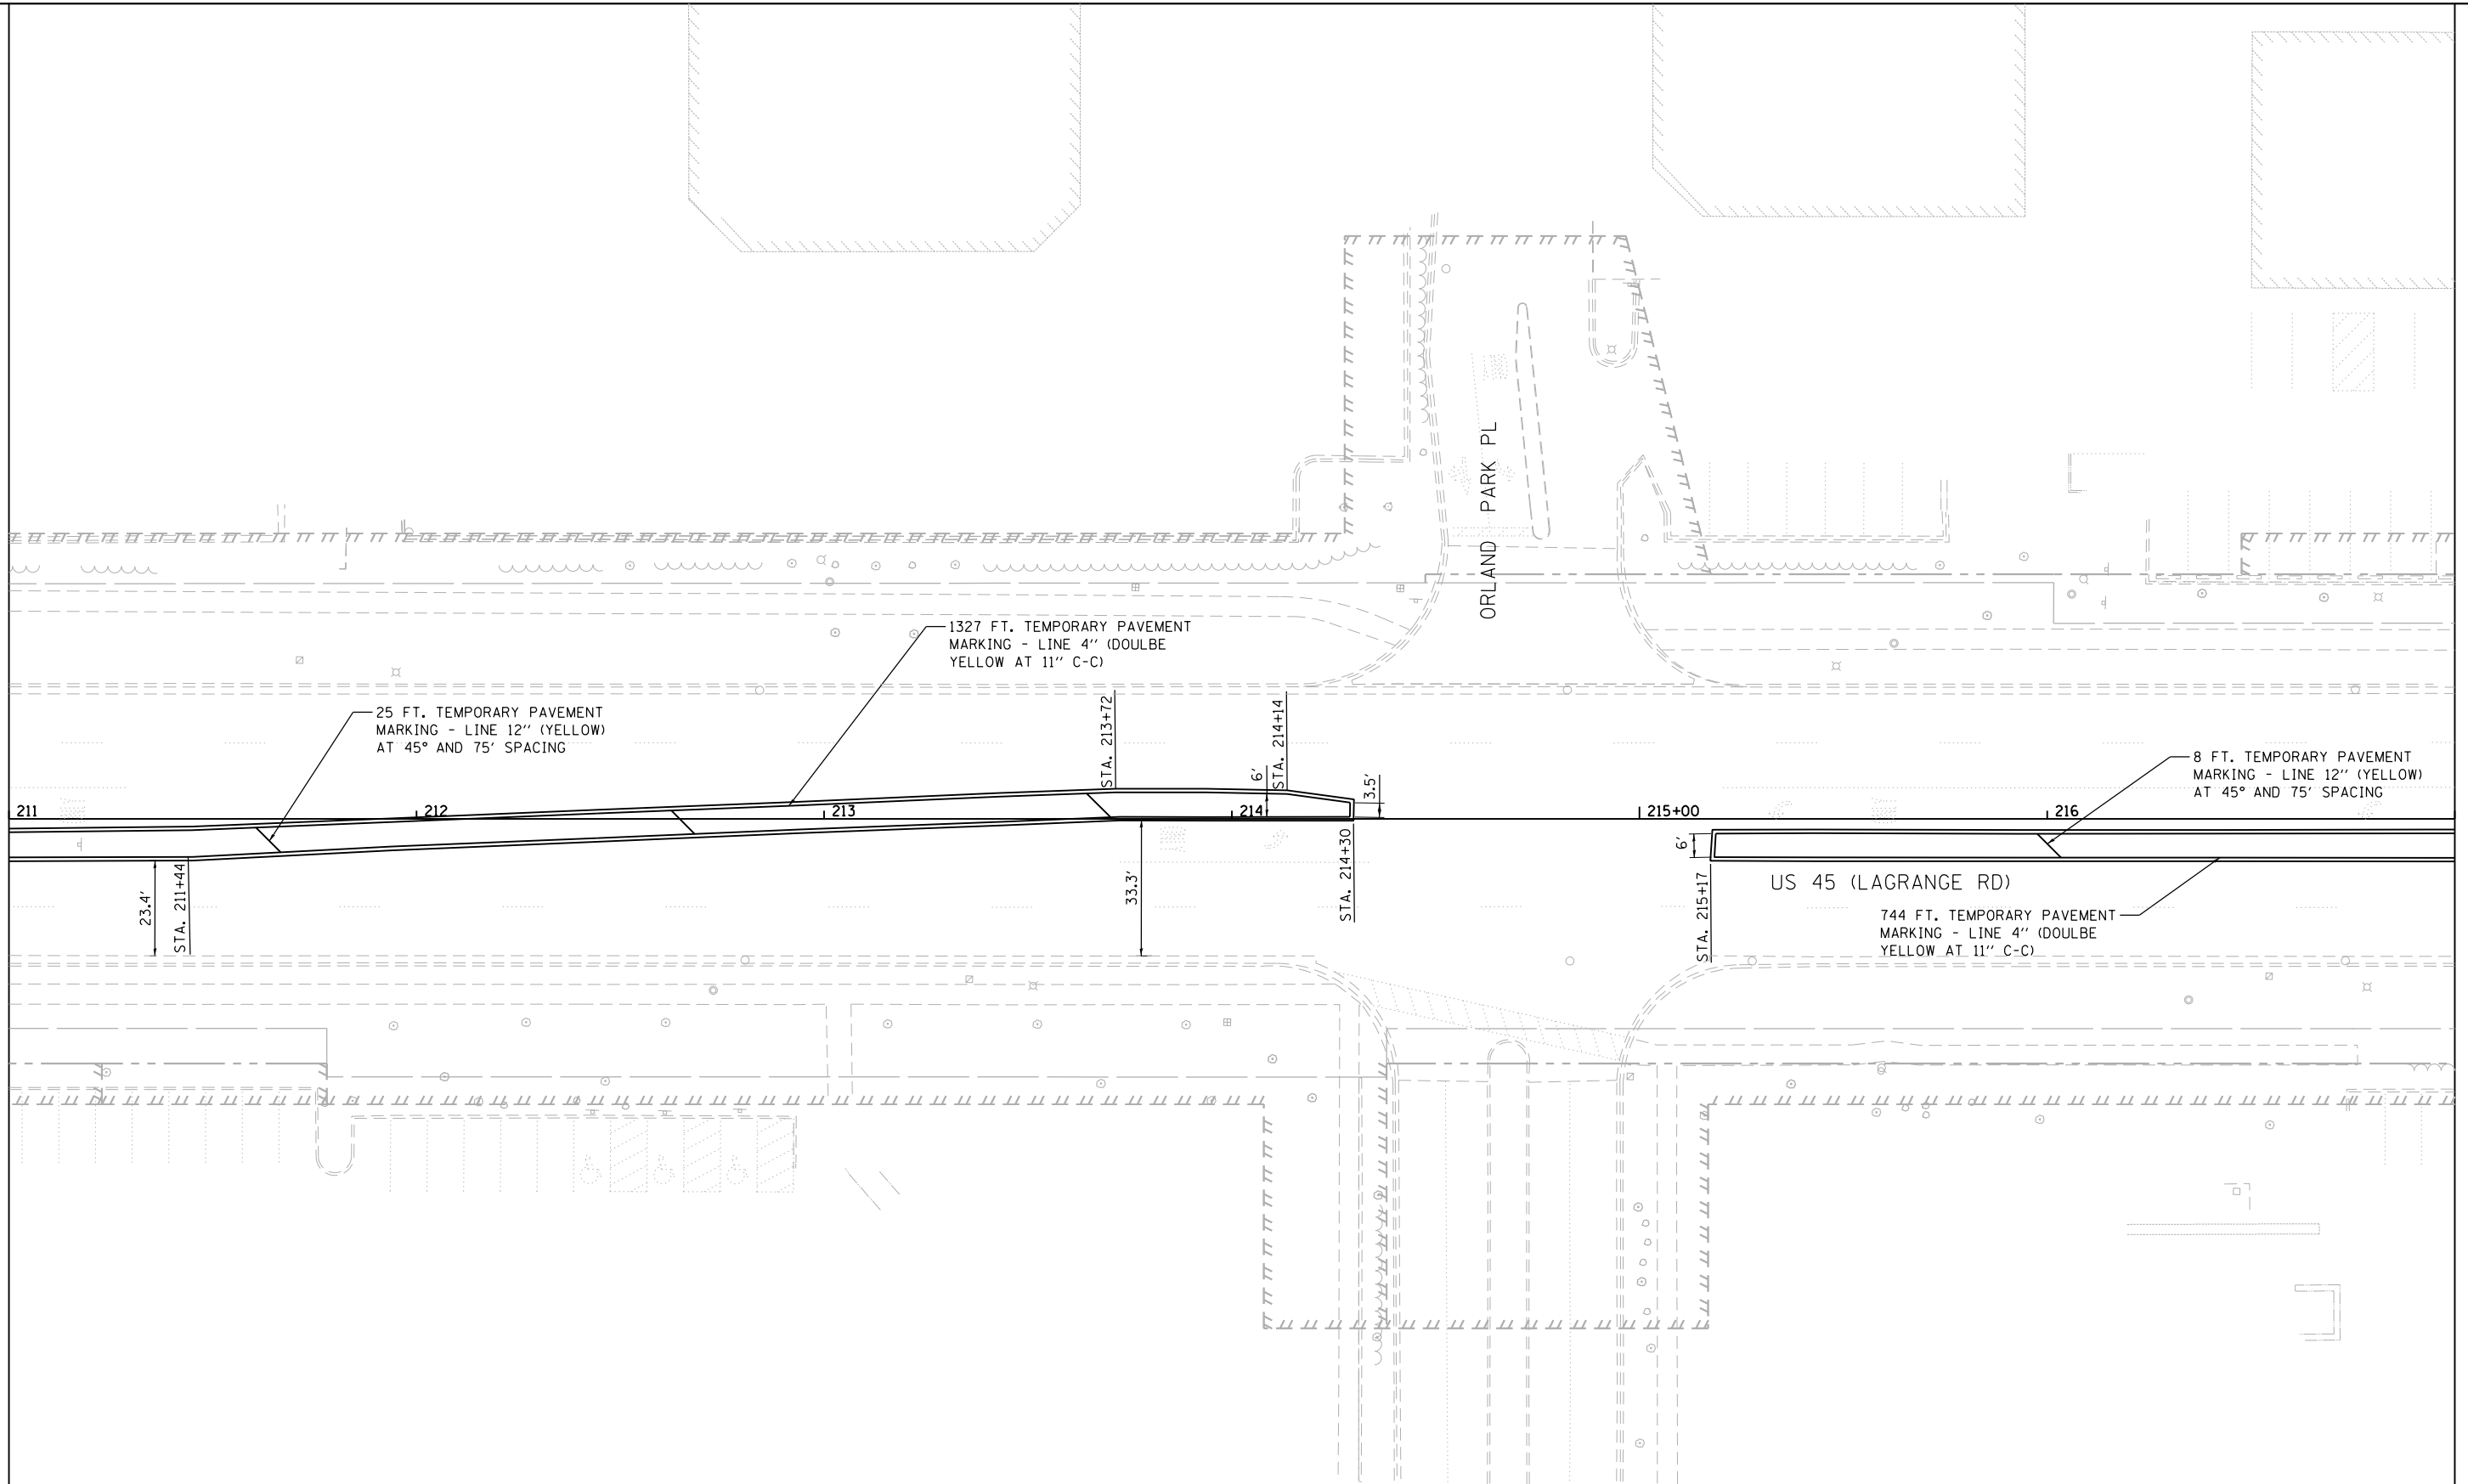 ORLAND PARK PL
1327 FT. TEMPORARY PAVEMENT
MARKING - LINE 4" (DOULBE
YELLOW AT 11" C-C)
25 FT. TEMPORARY PAVEMENT
MARKING - LINE 12" (YELLOW)
AT 45° AND 75' SPACING
STA. 213+72
STA. 214+14
6'
3.5'
8 FT. TEMPORARY PAVEMENT
MARKING - LINE 12" (YELLOW)
AT 45° AND 75' SPACING
211
212
213
214
215+00
216
23.4'
STA. 211+44
33.3'
STA. 214+30
6'
STA. 215+17
US 45 (LAGRANGE RD)
744 FT. TEMPORARY PAVEMENT
MARKING - LINE 4" (DOULBE
YELLOW AT 11" C-C)